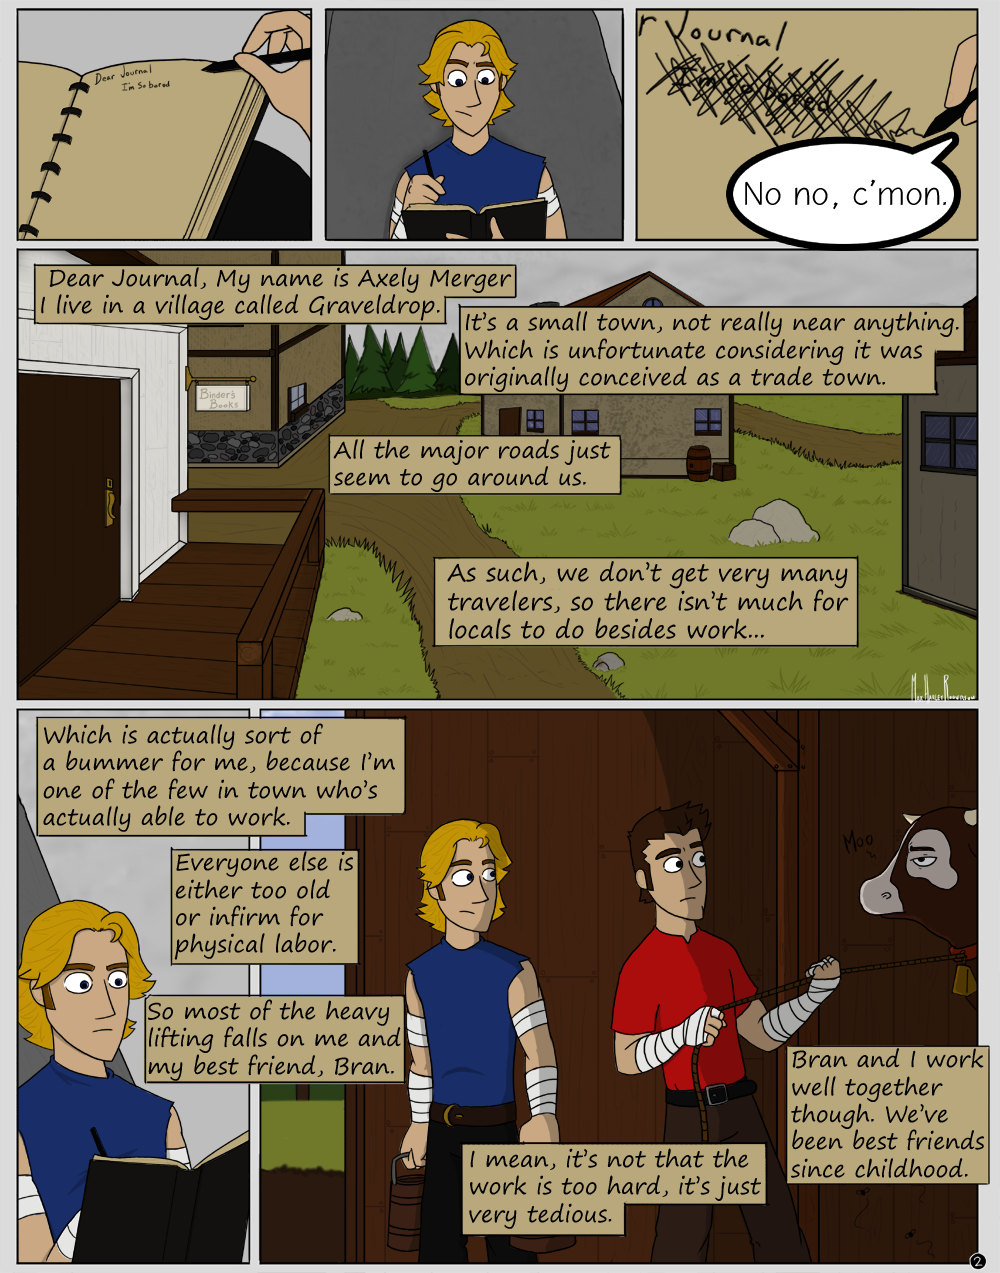 Dear Journal
I'm So bored
r Journal
I'm So bored
No no, c'mon.
Dear Journal, My name is Axely Merger
I live in a village called Graveldrop.
It's a small town, not really near anything.
Which is unfortunate considering it was
originally conceived as a trade town.
Binder's
Books
All the major roads just
seem to go around us.
As such, we don't get very many
travelers, so there isn't much for
locals to do besides work...
Which is actually sort of
a bummer for me, because I'm
one of the few in town who's
actually able to work.
Everyone else is
either too old
or infirm for
physical labor.
So most of the heavy
lifting falls on me and
my best friend, Bran.
Moo
I mean, it's not that the
work is too hard, it's just
very tedious.
Bran and I work
well together
though. We've
been best friends
since childhood.
2